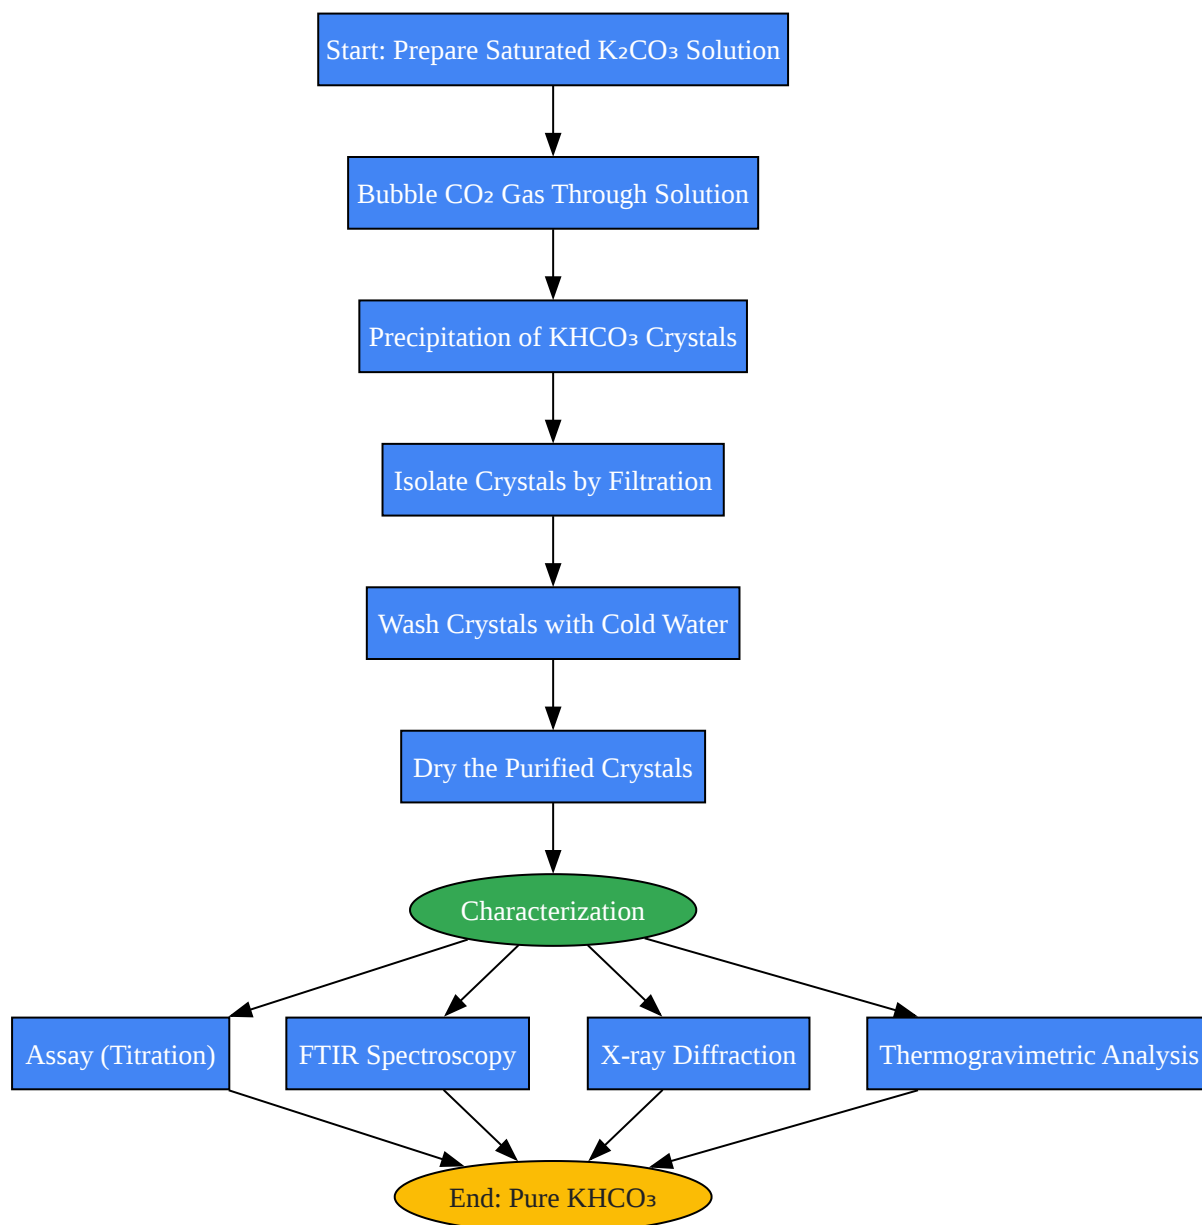 Start: Prepare Saturated K₂CO₃ Solution
Bubble CO₂ Gas Through Solution
Precipitation of KHCO₃ Crystals
Isolate Crystals by Filtration
Wash Crystals with Cold Water
Dry the Purified Crystals
Characterization
Assay (Titration)
FTIR Spectroscopy
X-ray Diffraction
Thermogravimetric Analysis
End: Pure KHCO₃